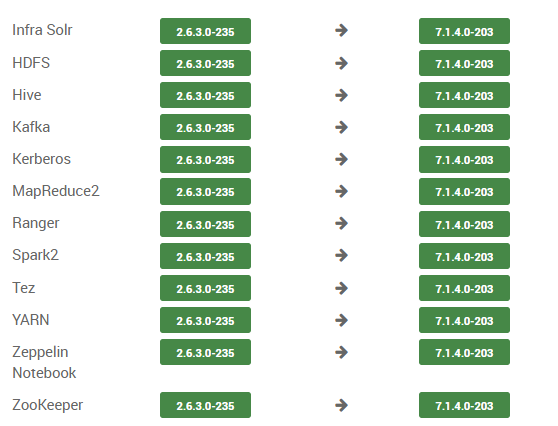 Infra Solr 2.6.3.0-235 → 7.1.4.0-203
HDFS 2.6.3.0-235 → 7.1.4.0-203
Hive 2.6.3.0-235 → 7.1.4.0-203
Kafka 2.6.3.0-235 → 7.1.4.0-203
Kerberos 2.6.3.0-235 → 7.1.4.0-203
MapReduce2 2.6.3.0-235 → 7.1.4.0-203
Ranger 2.6.3.0-235 → 7.1.4.0-203
Spark2 2.6.3.0-235 → 7.1.4.0-203
Tez 2.6.3.0-235 → 7.1.4.0-203
YARN 2.6.3.0-235 → 7.1.4.0-203
Zeppelin 2.6.3.0-235 → 7.1.4.0-203
Notebook
ZooKeeper 2.6.3.0-235 → 7.1.4.0-203